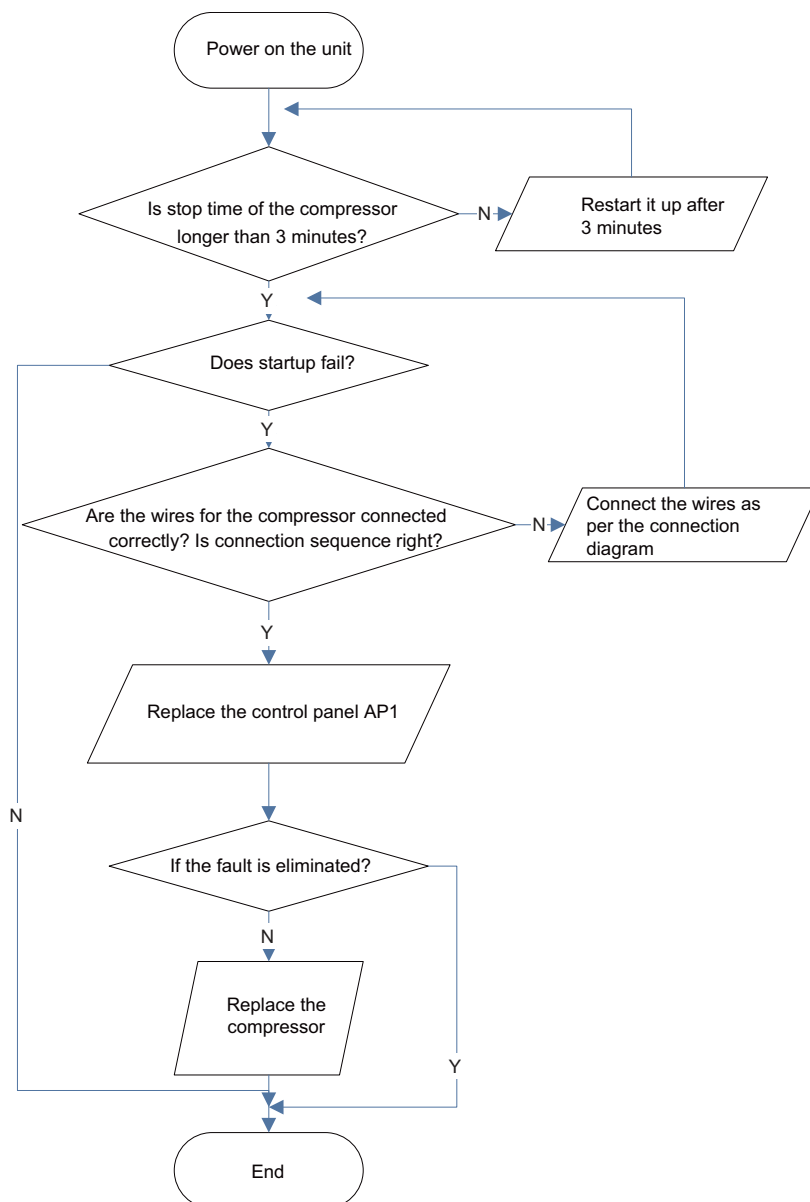 Power on the unit
Is stop time of the compressor
longer than 3 minutes?
N
Restart it up after
3 minutes
Y
Does startup fail?
Y
Are the wires for the compressor connected
correctly? Is connection sequence right?
N
Connect the wires as
per the connection
diagram
Y
Replace the control panel AP1
N
If the fault is eliminated?
N
Replace the
compressor
Y
End